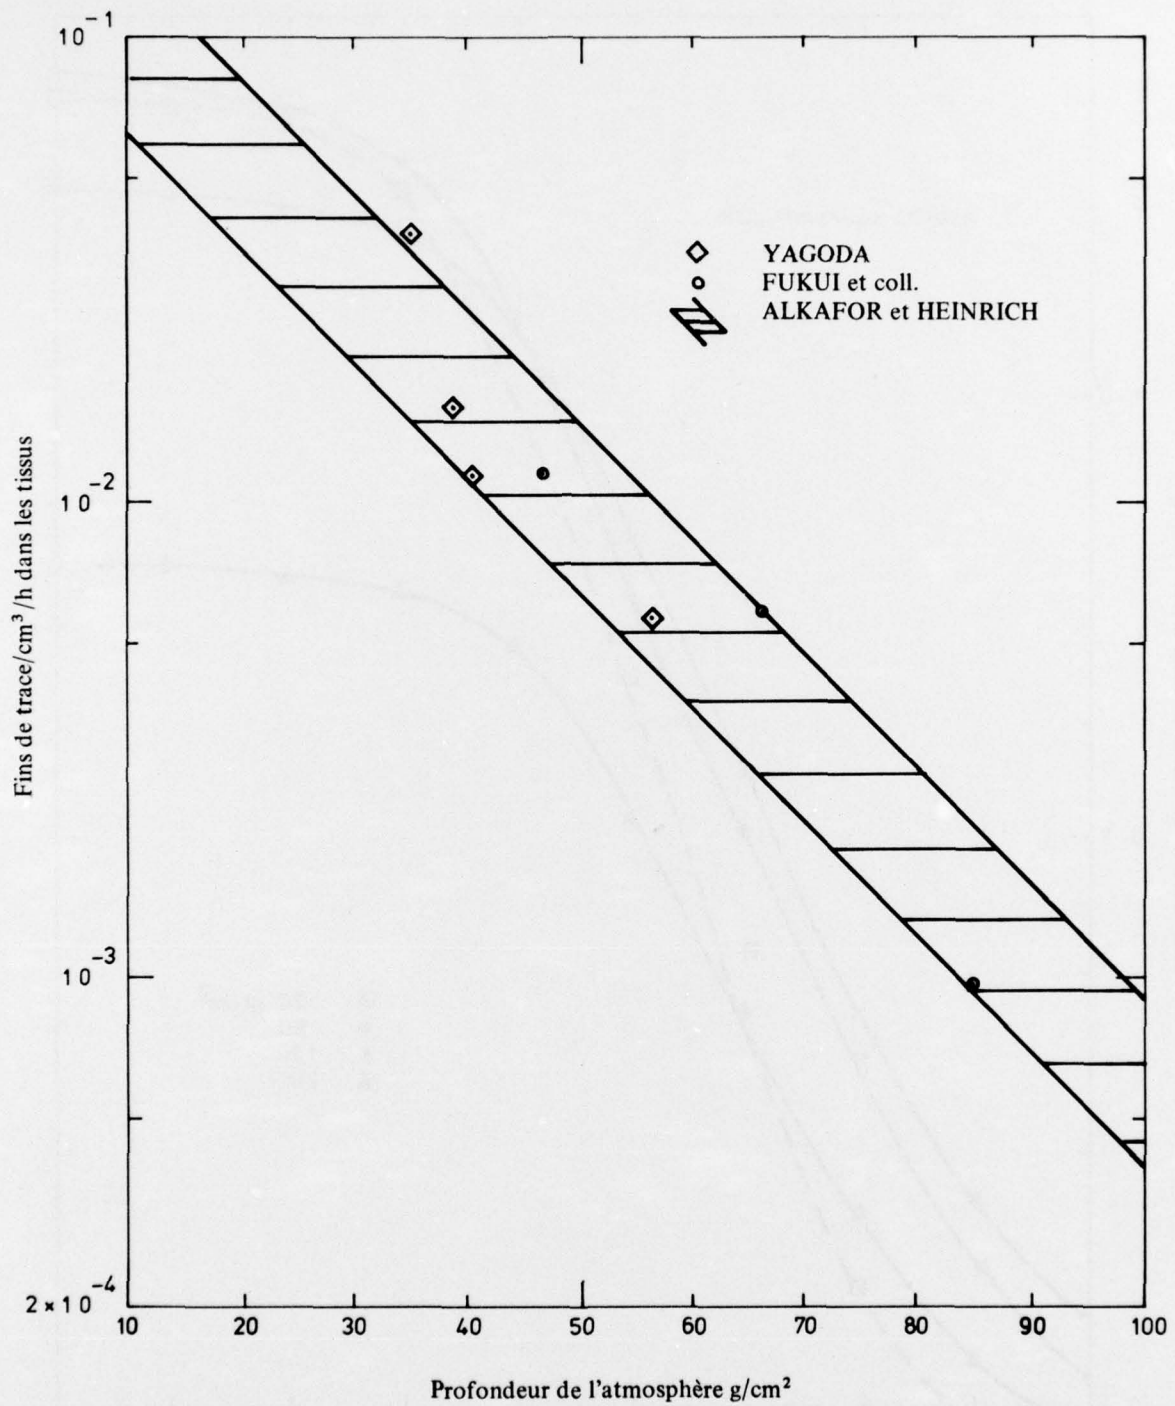 10⁻¹
YAGODA
FUKUI et coll.
ALKAFOR et HEINRICH
Fins de trace/cm³/h dans les tissus
10⁻²
10⁻³
2×10⁻⁴
10 20 30 40 50 60 70 80 90 100
Profondeur de l'atmosphère g/cm²